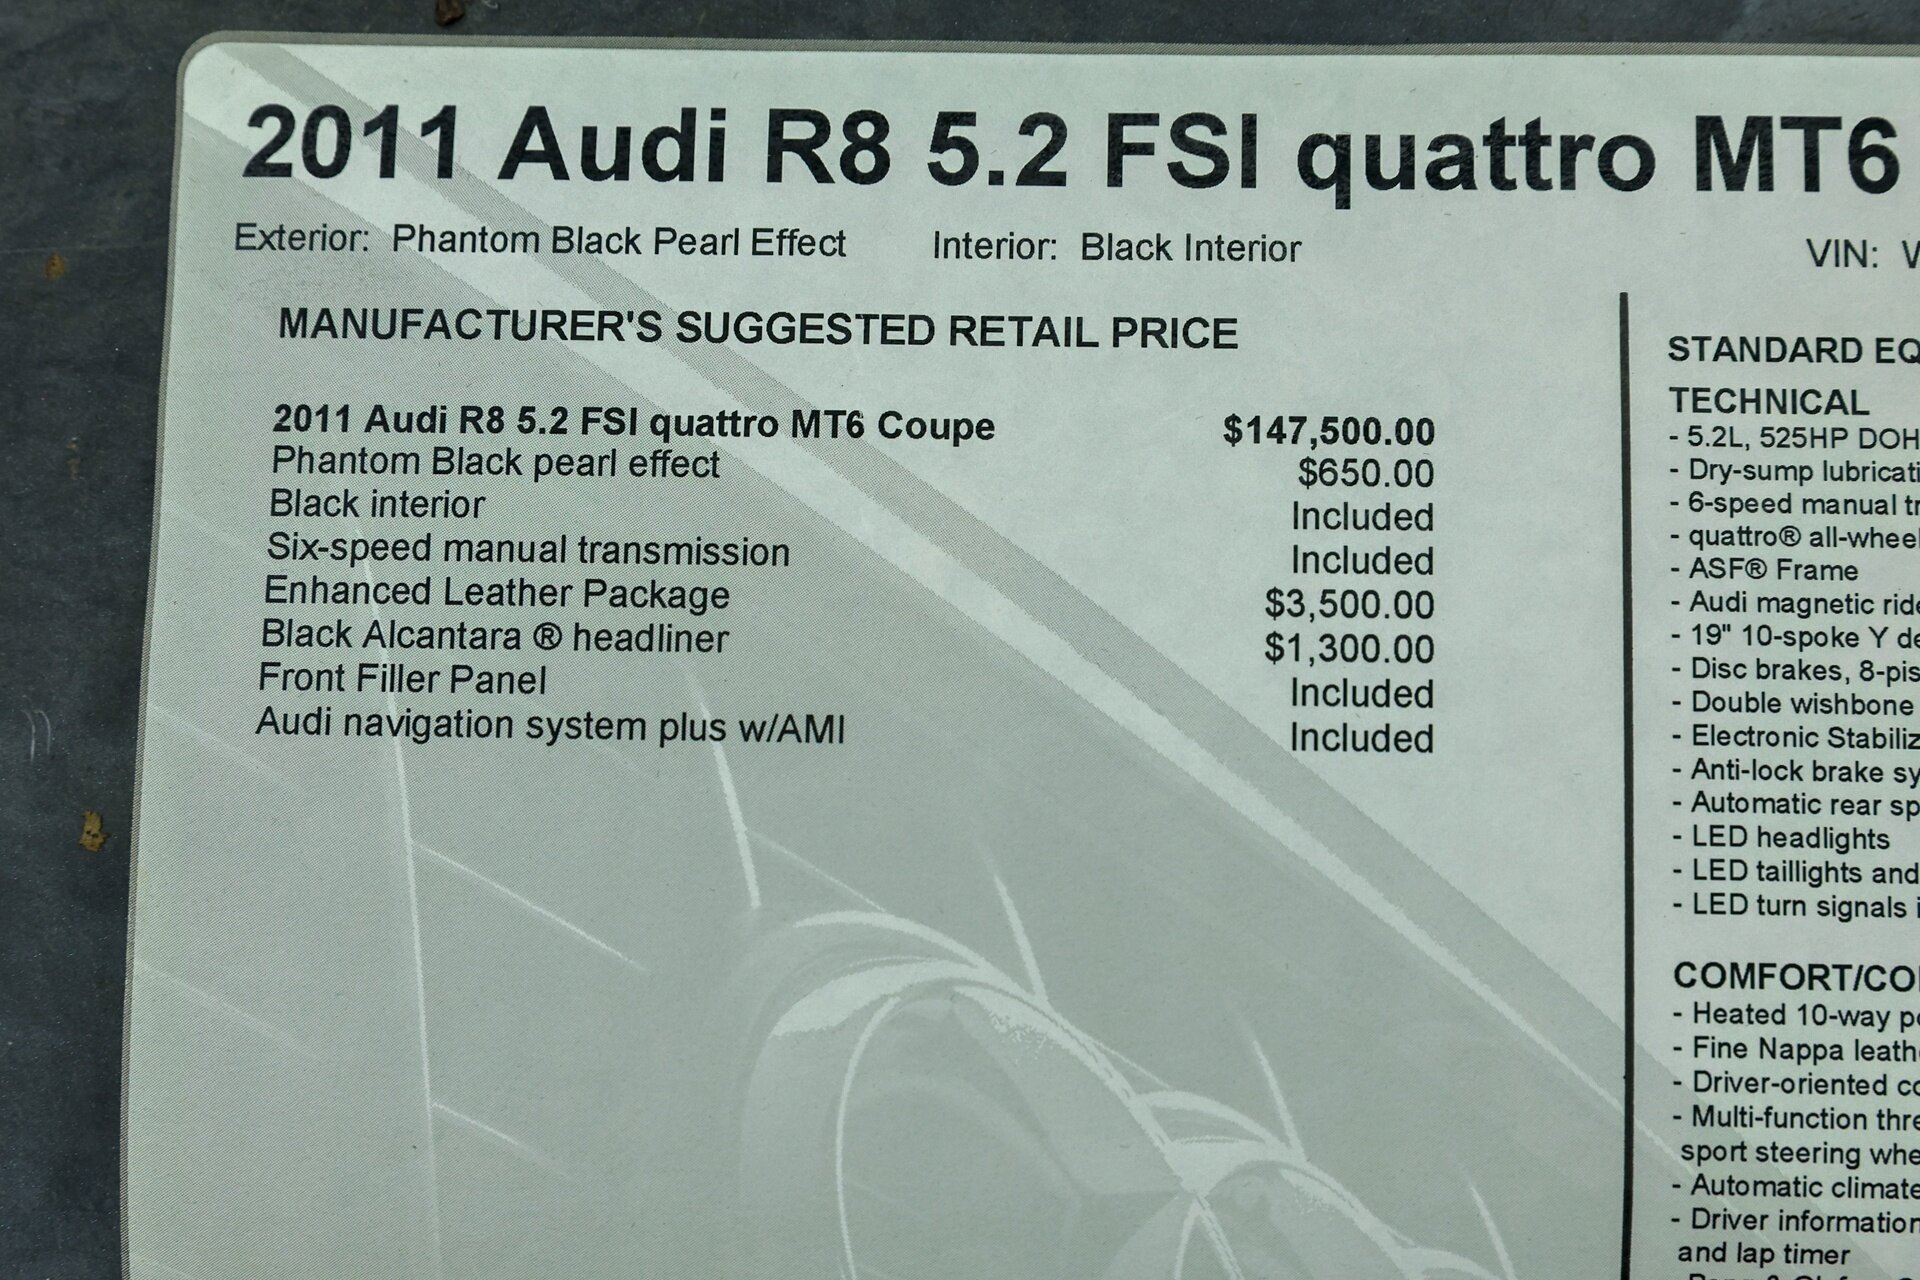 2011 Audi R8 5.2 FSI quattro MT6
Exterior: Phantom Black Pearl Effect Interior: Black Interior VIN:
MANUFACTURER'S SUGGESTED RETAIL PRICE
2011 Audi R8 5.2 FSI quattro MT6 Coupe $147,500.00
Phantom Black pearl effect $650.00
Black interior Included
Six-speed manual transmission Included
Enhanced Leather Package $3,500.00
Black Alcantara ® headliner $1,300.00
Front Filler Panel Included
Audi navigation system plus w/AMI Included
STANDARD
TECHNICAL
- 5.2L, 525HP
- Dry-sump
- 6-speed manual
- quattro®
- ASF® Frame
- Audi magnetic
- 19" 10-spoke Y
- Disc brakes,
- Double wishbone
- Electronic
- Anti-lock brake
- Automatic rear
- LED headlights
- LED taillights and
- LED turn signals
- Heated 10-way
- Fine Nappa
- Driver-oriented
- Multi-function
sport steering
- Automatic
- Driver
and lap timer